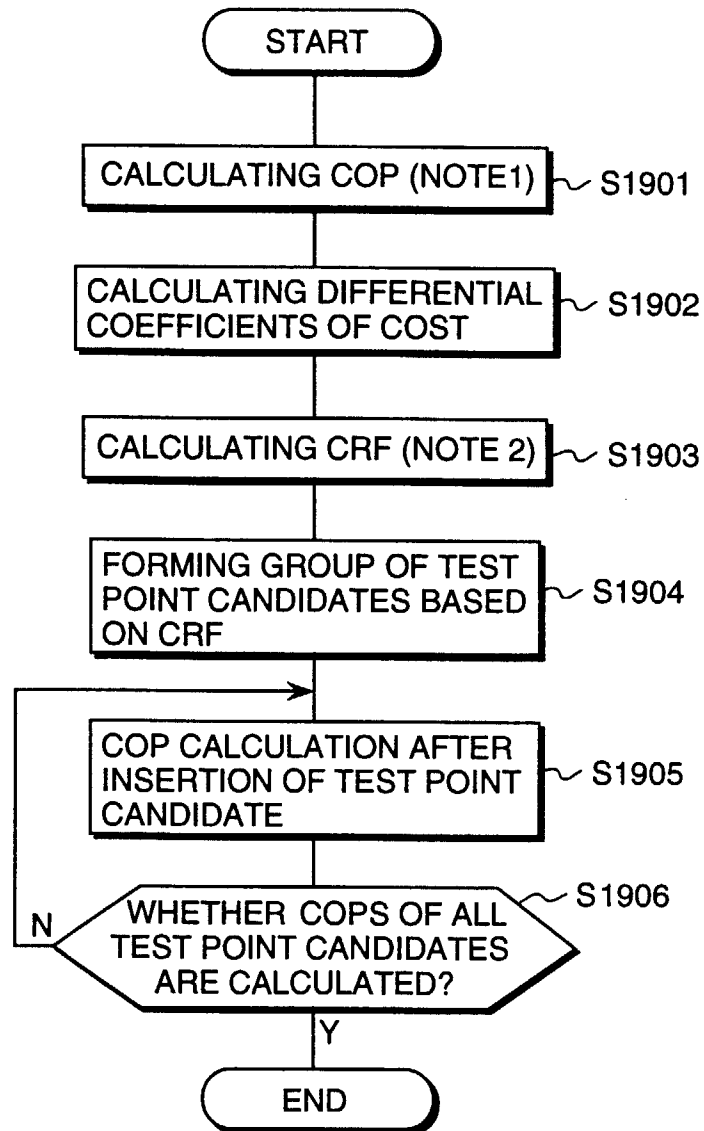 START
CALCULATING COP (NOTE1)
S1901
CALCULATING DIFFERENTIAL
COEFFICIENTS OF COST
S1902
CALCULATING CRF (NOTE 2)
S1903
FORMING GROUP OF TEST
POINT CANDIDATES BASED
ON CRF
S1904
COP CALCULATION AFTER
INSERTION OF TEST POINT
CANDIDATE
S1905
S1906
N
WHETHER COPS OF ALL
TEST POINT CANDIDATES
ARE CALCULATED?
Y
END